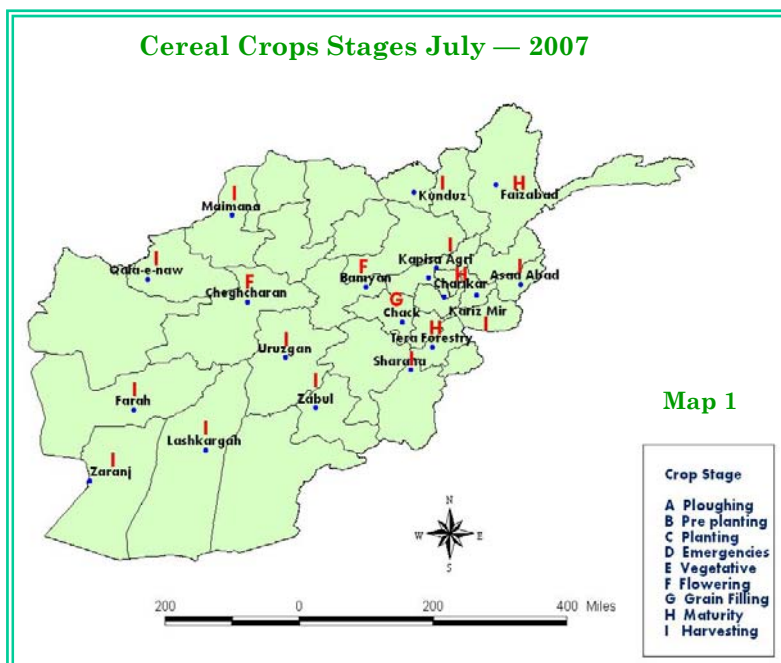 Cereal Crops Stages July — 2007
H
I
Kunduz
Faizabad
I
Maimana
I
Kapisa Agri
I
Qala-e-naw
F
Bamyan
H
Charikar
I
Asad Abad
F
Cheghcharan
G
Chack
Kariz Mir
I
H
Tera Forestry
I
Uruzgan
I
Sharana
I
Zabul
I
Farah
Map 1
I
Lashkargah
I
Zaranj
Crop Stage
A Ploughing
B Pre planting
C Planting
D Emergencies
E Vegetative
F Flowering
G Grain Filling
H Maturity
I Harvesting
N
W E
S
200 0 200 400 Miles